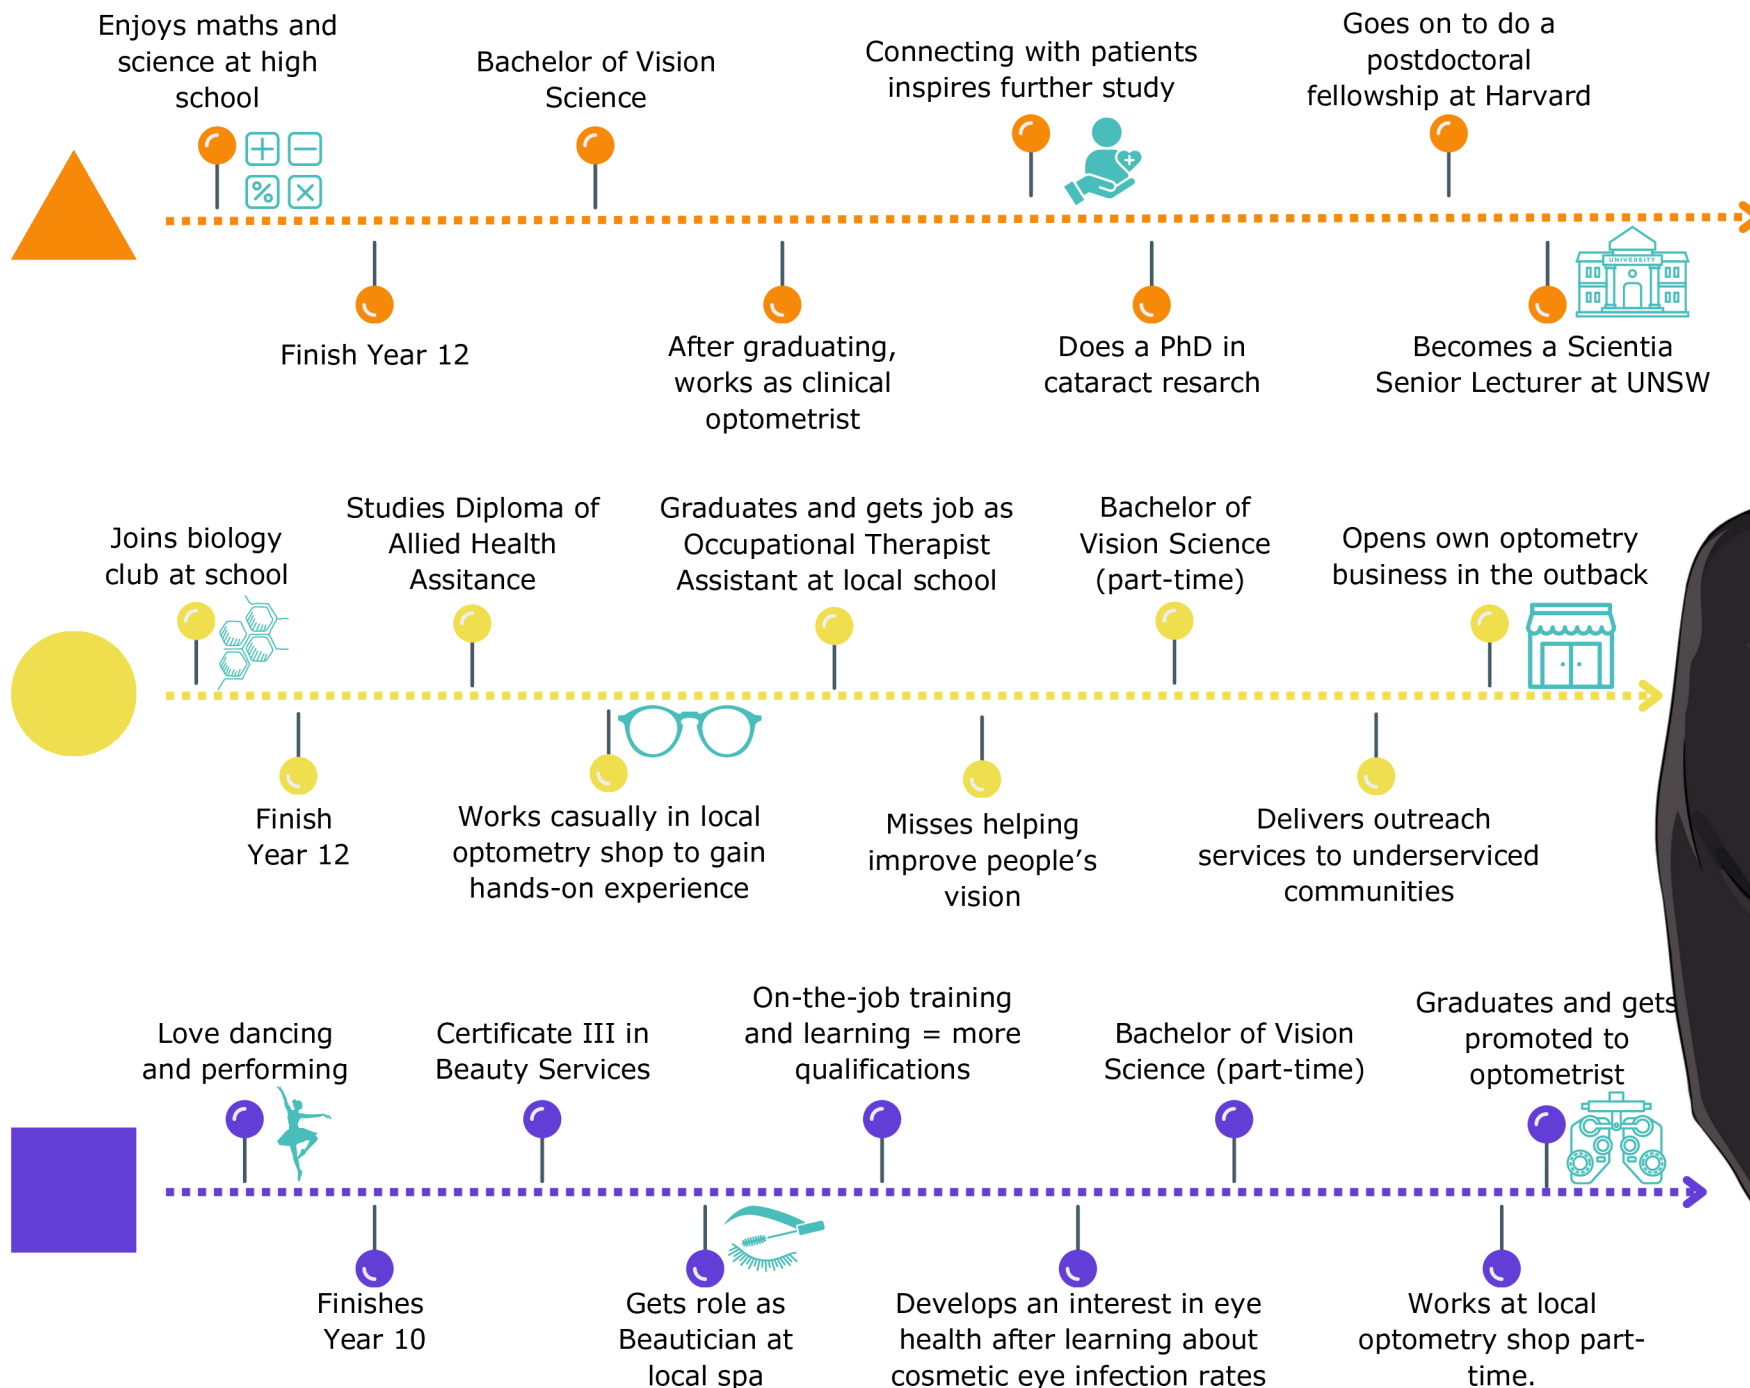 Enjoys maths and
science at high
school
Bachelor of Vision
Science
Connecting with patients
inspires further study
Goes on to do a
postdoctoral
fellowship at Harvard
UNIVERSITY
Finish Year 12
After graduating,
works as clinical
optometrist
Does a PhD in
cataract resarch
Becomes a Scientia
Senior Lecturer at UNSW
Joins biology
club at school
Studies Diploma of
Allied Health
Assitance
Graduates and gets job as
Occupational Therapist
Assistant at local school
Bachelor of
Vision Science
(part-time)
Opens own optometry
business in the outback
Finish
Year 12
Works casually in local
optometry shop to gain
hands-on experience
Misses helping
improve people’s
vision
Delivers outreach
services to underserviced
communities
Love dancing
and performing
Certificate III in
Beauty Services
On-the-job training
and learning = more
qualifications
Bachelor of Vision
Science (part-time)
Graduates and gets
promoted to
optometrist
Finishes
Year 10
Gets role as
Beautician at
local spa
Develops an interest in eye
health after learning about
cosmetic eye infection rates
Works at local
optometry shop part-
time.